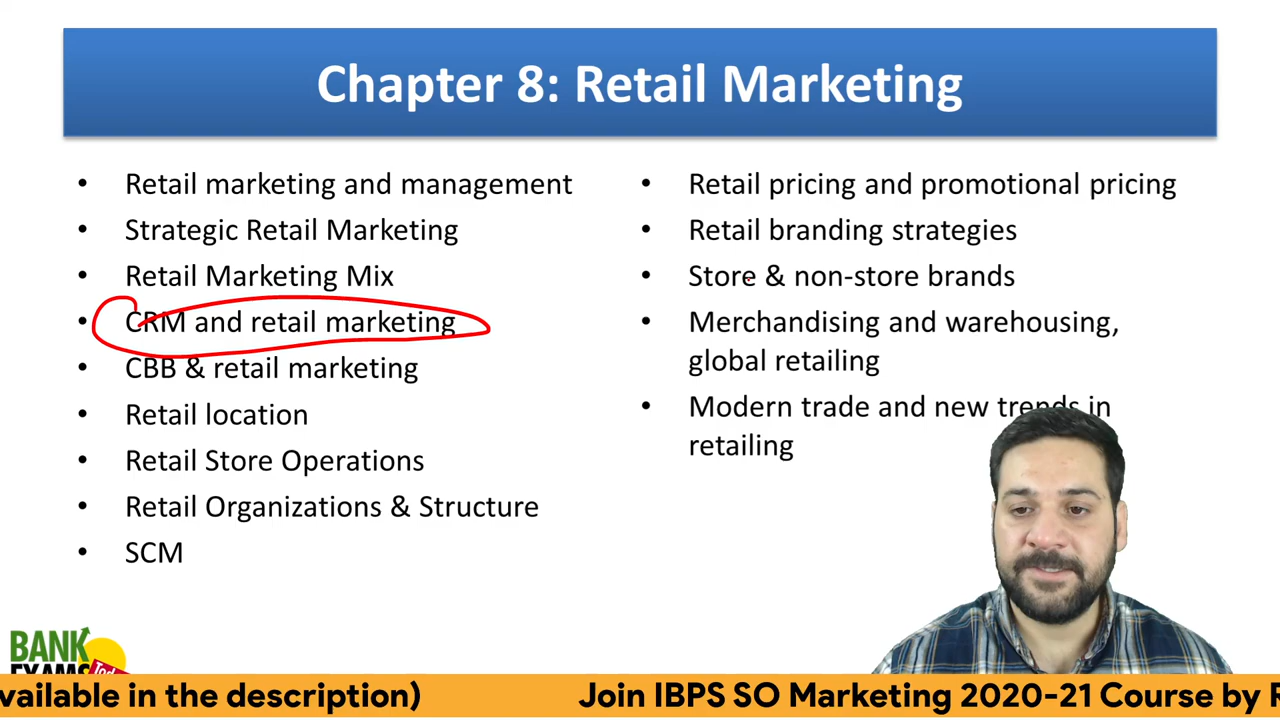 Chapter 8: Retail Marketing
• Retail marketing and management
• Strategic Retail Marketing
• Retail Marketing Mix
• CRM and retail marketing
• CBB & retail marketing
• Retail location
• Retail Store Operations
• Retail Organizations & Structure
• SCM
• Retail pricing and promotional pricing
• Retail branding strategies
• Store & non-store brands
• Merchandising and warehousing,
global retailing
• Modern trade and new trends in
retailing
BANK
EXAMS
vailable in the description) Join IBPS SO Marketing 2020-21 Course by